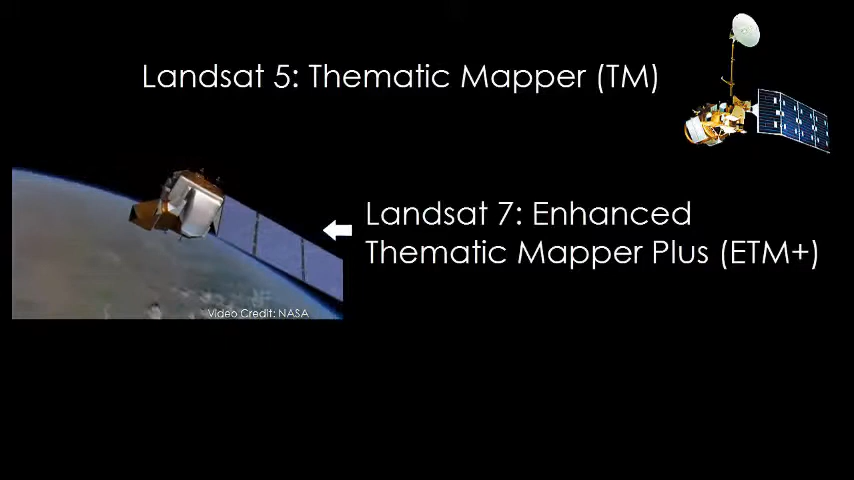 Landsat 5: Thematic Mapper (TM)
Landsat 7: Enhanced
Thematic Mapper Plus (ETM+)
Video Credit: NASA